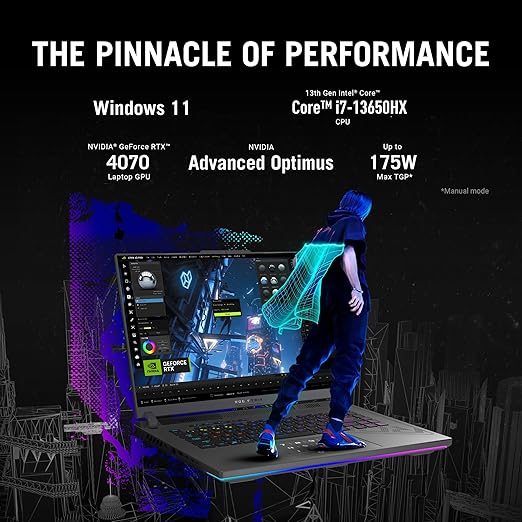 THE PINNACLE OF PERFORMANCE
Windows 11
13th Gen Intel® Core™
Core™ i7-13650HX
CPU
NVIDIA® GeForce RTX™
4070
Laptop GPU
NVIDIA
Advanced Optimus
Up to
175W
Max TGP*
*Manual mode
NVIDIA
GEFORCE
RTX